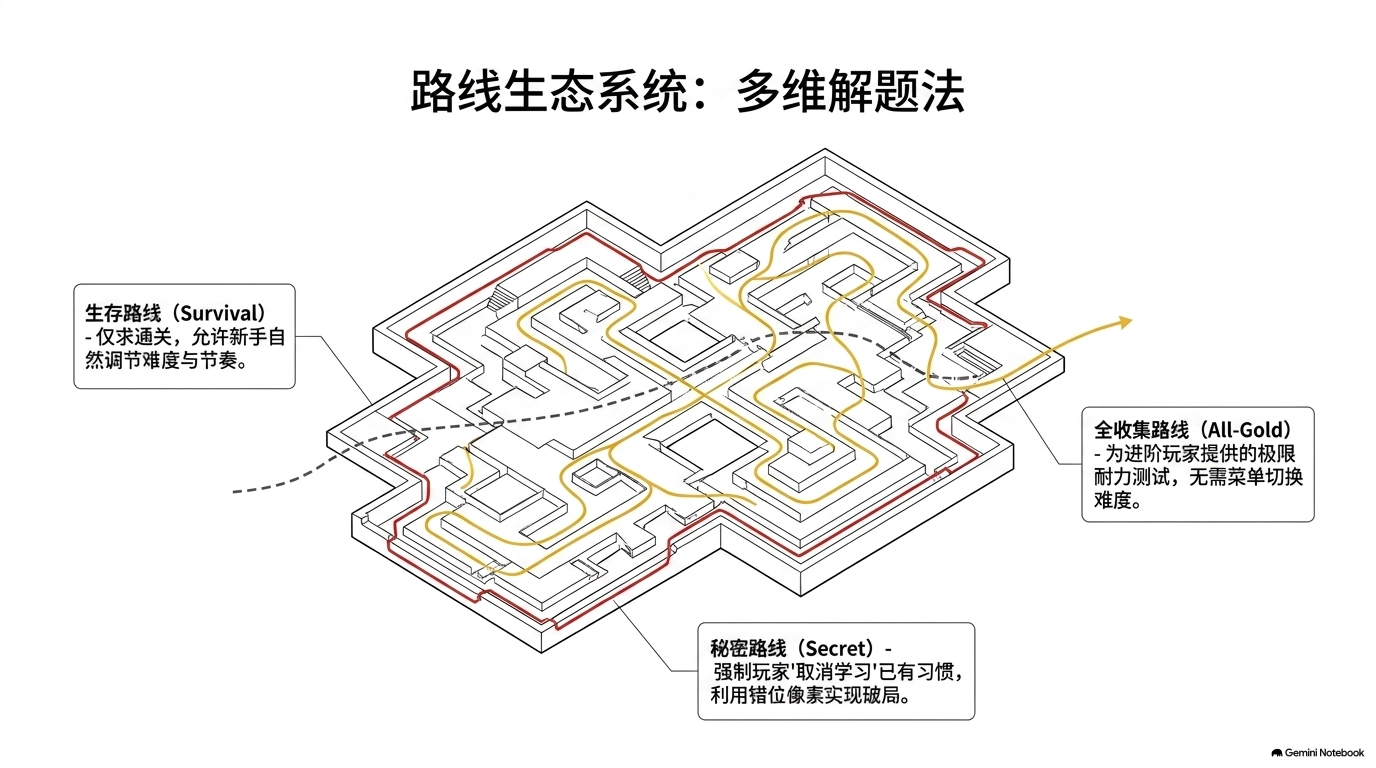 路线生态系统：多维解题法
生存路线（Survival）
- 仅求通关，允许新手自
然调节难度与节奏。
全收集路线（All-Gold）
- 为进阶玩家提供的极限
耐力测试，无需菜单切换
难度。
秘密路线（Secret）-
强制玩家'取消学习'已有习惯，
利用错位像素实现破局。
Gemini Notebook